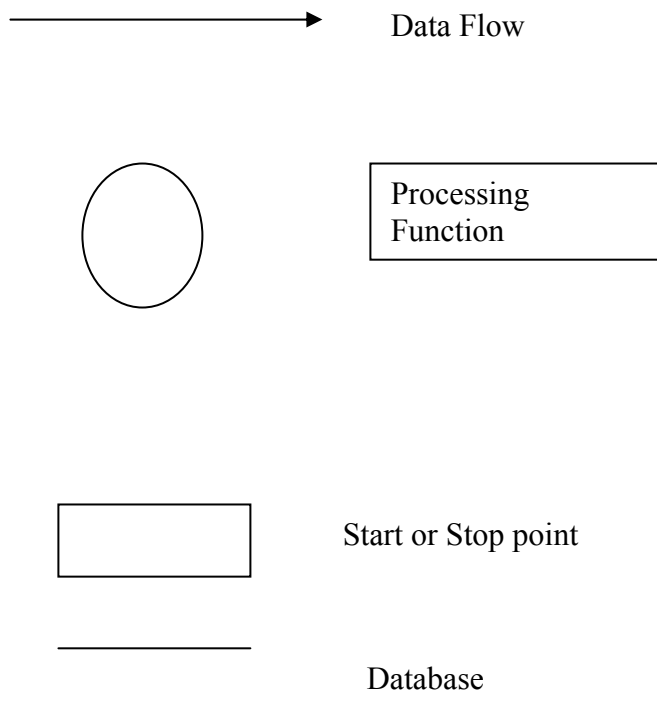 Data Flow
Processing
Function
Start or Stop point
Database